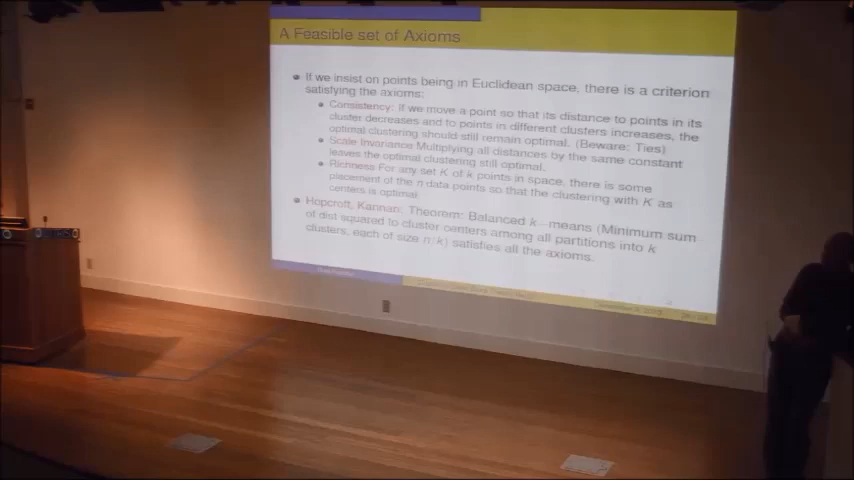 A Feasible set of Axioms
If we insist on points being in Euclidean space, there is a criterion
satisfying the axioms:
Consistency: If we move a point so that its distance to points in its
cluster decreases and to points in different clusters increases, the
optimal clustering should still remain optimal. (Beware: Ties)
Scale Invariance Multiplying all distances by the same constant
leaves the optimal clustering still optimal.
Richness For any set K of k points in space, there is some
placement of the n data points so that the clustering with K as
centers is optimal.
Hopcroft, Kannan: Theorem: Balanced k−means (Minimum sum
of dist squared to cluster centers among all partitions into k
clusters, each of size n/k) satisfies all the axioms.